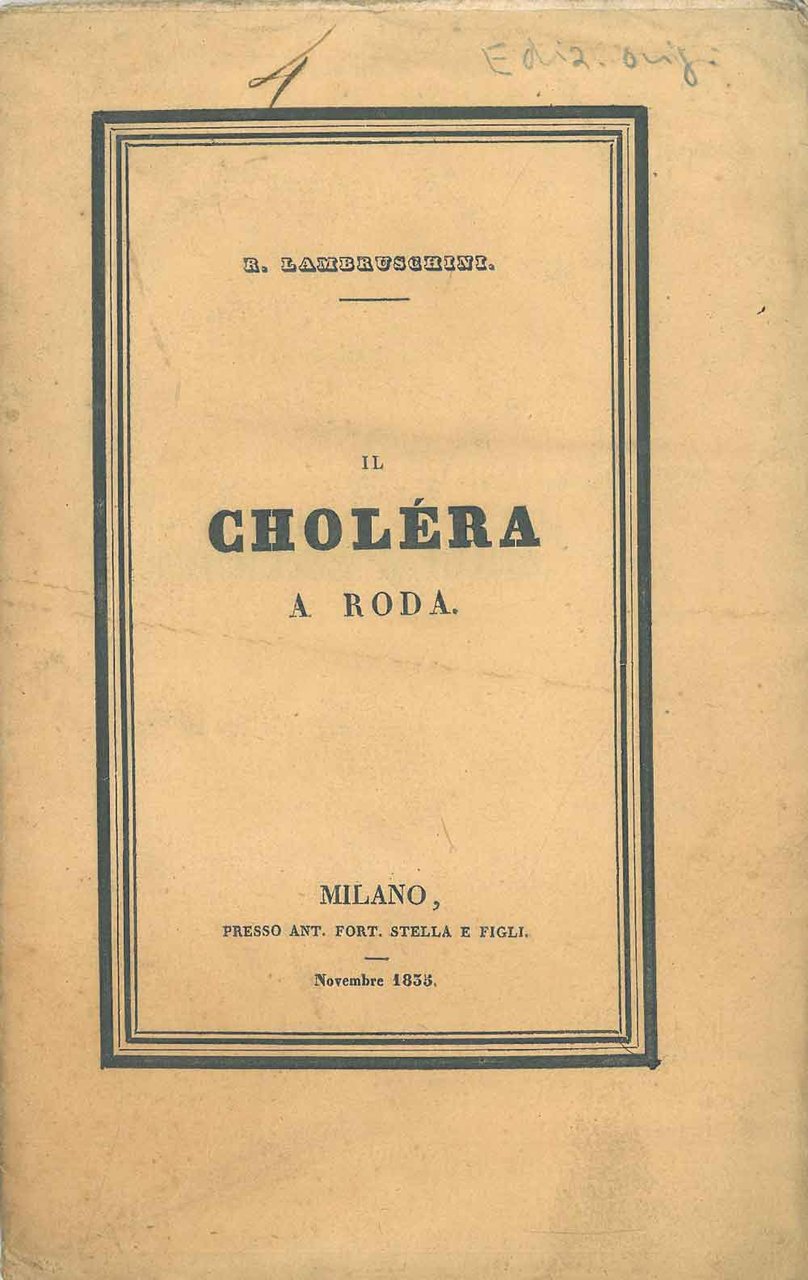 4
Ediz. orig.
R. LAMBRUSCHINI.
IL
CHOLÉRA
A RODA.
MILANO,
PRESSO ANT. FORT. STELLA E FIGLI.
Novembre 1835.